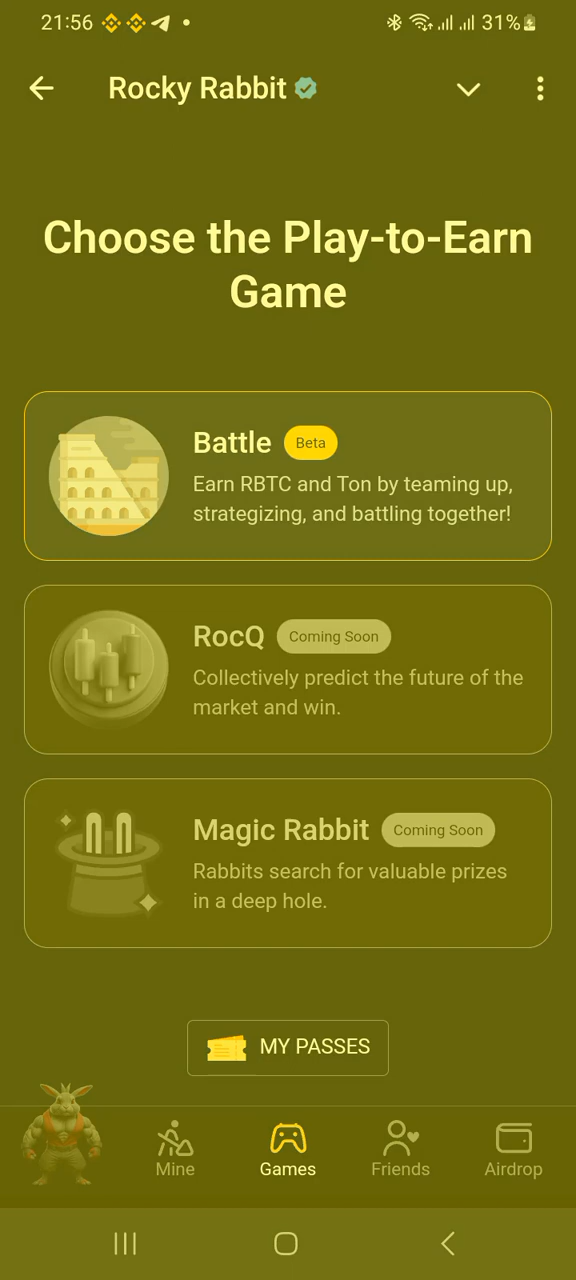 21:56
31%
Rocky Rabbit
Choose the Play-to-Earn
Game
Battle Beta
Earn RBTC and Ton by teaming up,
strategizing, and battling together!
RocQ Coming Soon
Collectively predict the future of the
market and win.
Magic Rabbit Coming Soon
Rabbits search for valuable prizes
in a deep hole.
MY PASSES
Mine Games Friends Airdrop